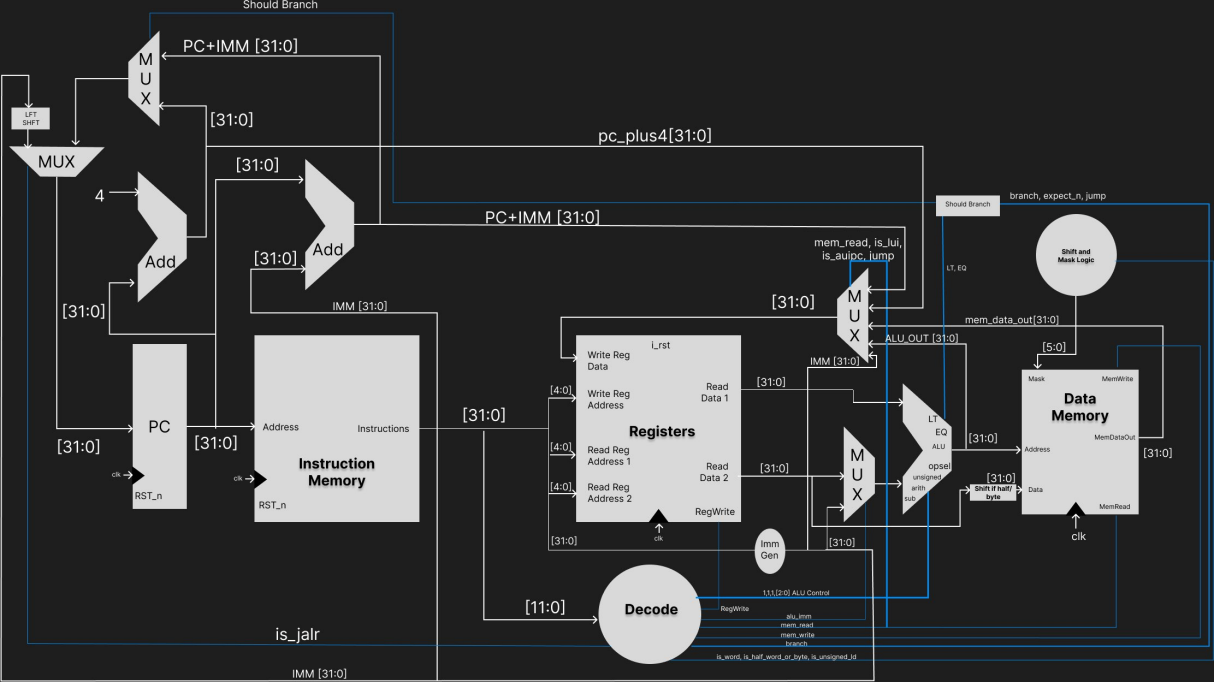 Should Branch
PC+IMM [31:0]
M
U
X
LFT
SHFT
[31:0]
pc_plus4[31:0]
MUX
[31:0]
4
Add
PC+IMM [31:0]
Add
[31:0]
[31:0]
IMM [31:0]
Should Branch
branch, expect_n, jump
mem_read, is_lui,
is_auipc, jump
LT, EQ
Shift and
Mask Logic
[31:0]
M
U
X
mem_data_out[31:0]
ALU_OUT [31:0]
IMM [31:0]
[5:0]
PC
[31:0]
clk
RST_n
[31:0]
Address
Instructions
Instruction
Memory
clk
RST_n
[31:0]
i_rst
Write Reg
Data
[4:0]
Write Reg
Address
[4:0]
Read Reg
Address 1
[4:0]
Read Reg
Address 2
Registers
Read
Data 1
Read
Data 2
RegWrite
clk
[31:0]
[31:0]
M
U
X
LT
EQ
ALU
opsel
unsigned
arith
sub
[31:0]
[31:0]
Shift if half/
byte
Mask
MemWrite
Data
Memory
MemDataOut
Address
Data
MemRead
clk
[31:0]
[31:0]
Imm
Gen
[31:0]
[11:0]
Decode
1,1,1,[2:0] ALU Control
RegWrite
alu_imm
mem_read
mem_write
branch
is_word, is_half_word_or_byte, is_unsigned_ld
is_jalr
IMM [31:0]